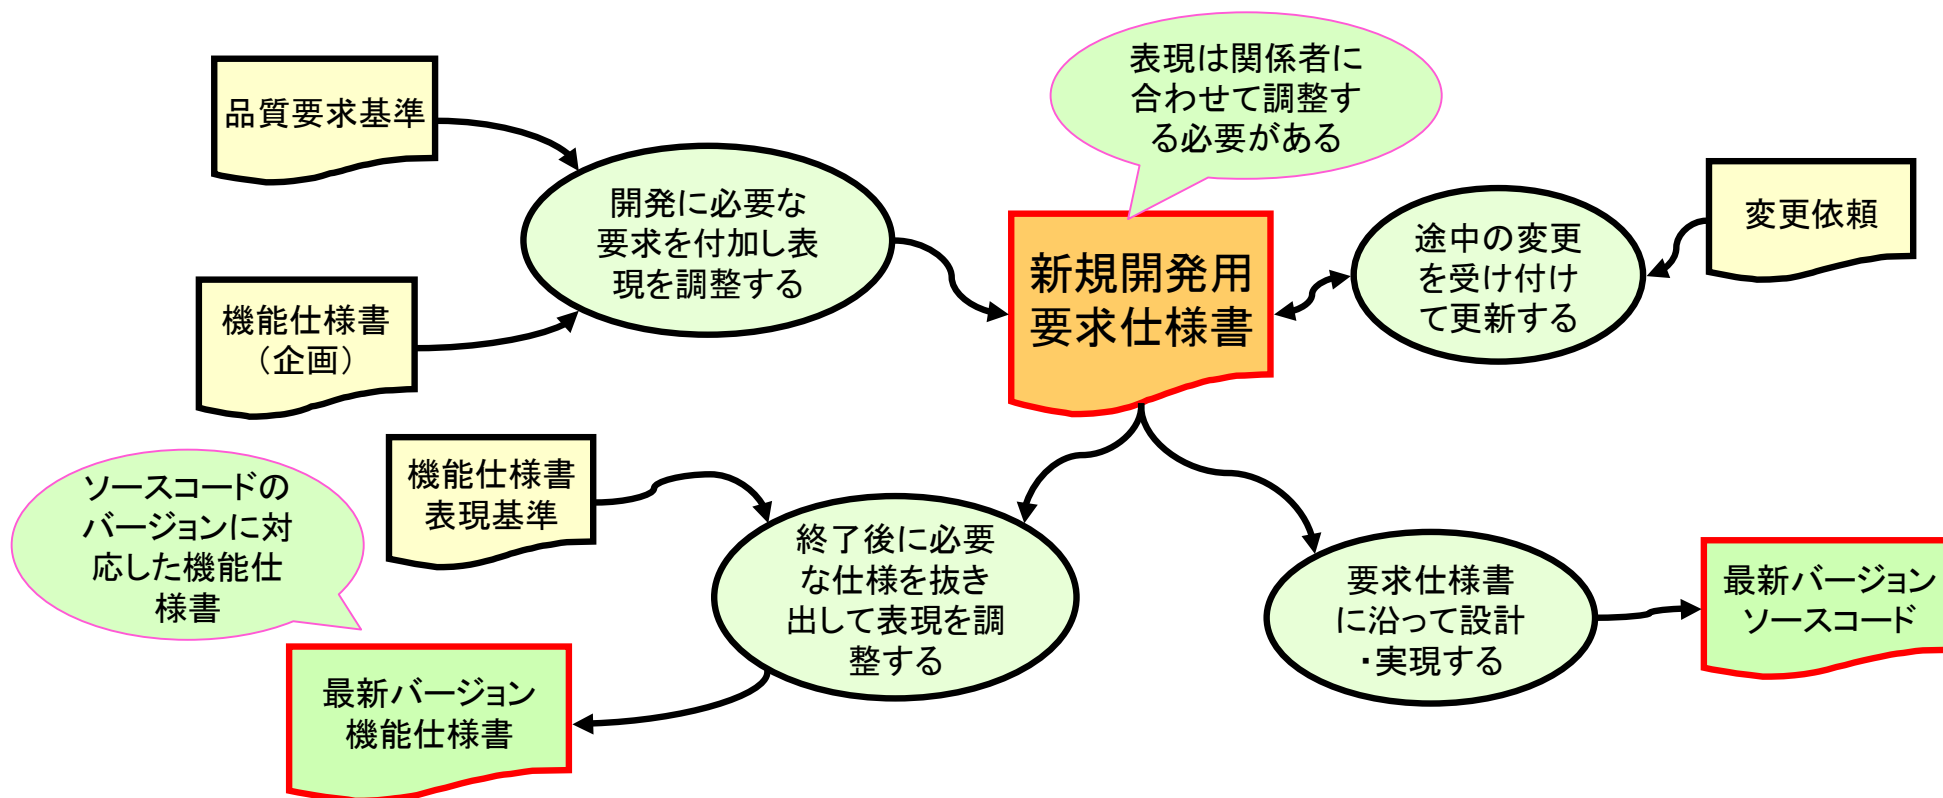 表現は関係者に
合わせて調整す
る必要がある
品質要求基準
開発に必要な
要求を付加し表
現を調整する
機能仕様書
（企画）
新規開発用
要求仕様書
途中の変更
を受け付け
て更新する
変更依頼
ソースコードの
バージョンに対
応した機能仕
様書
機能仕様書
表現基準
終了後に必要
な仕様を抜き
出して表現を調
整する
要求仕様書
に沿って設計
・実現する
最新バージョン
ソースコード
最新バージョン
機能仕様書